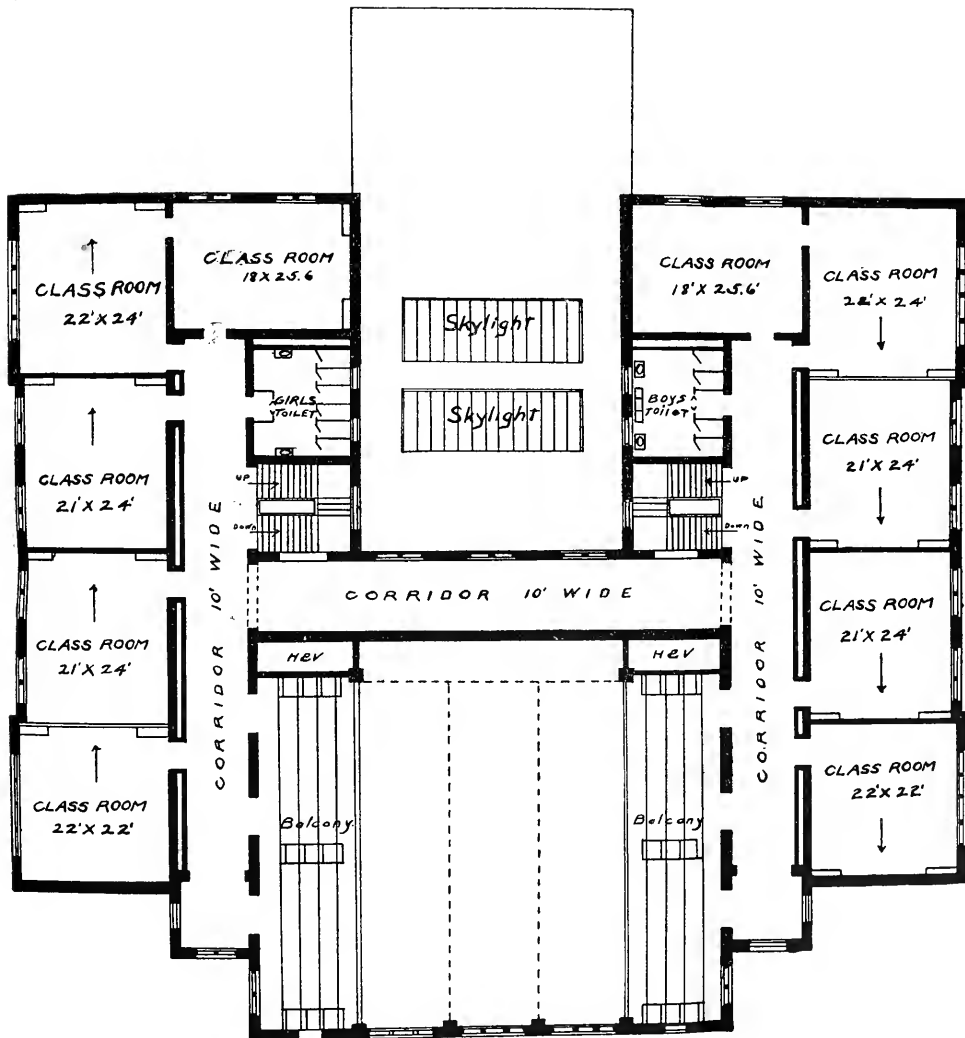 CLASS ROOM
22'X24'
CLASS ROOM
18X25.6
CLASS ROOM
18'X25.6'
CLASS ROOM
22'X24'
Skylight
Skylight
GIRLS
TOILET
BOYS
TOILET
CLASS ROOM
21'X24'
CLASS ROOM
21'X24'
UP
DOWN
UP
DOWN
CORRIDOR 10' WIDE
CORRIDOR 10' WIDE
CORRIDOR 10' WIDE
CLASS ROOM
21'X24'
CLASS ROOM
21'X24'
H&V
H&V
CLASS ROOM
22'X22'
CLASS ROOM
22'X22'
Balcony
Balcony